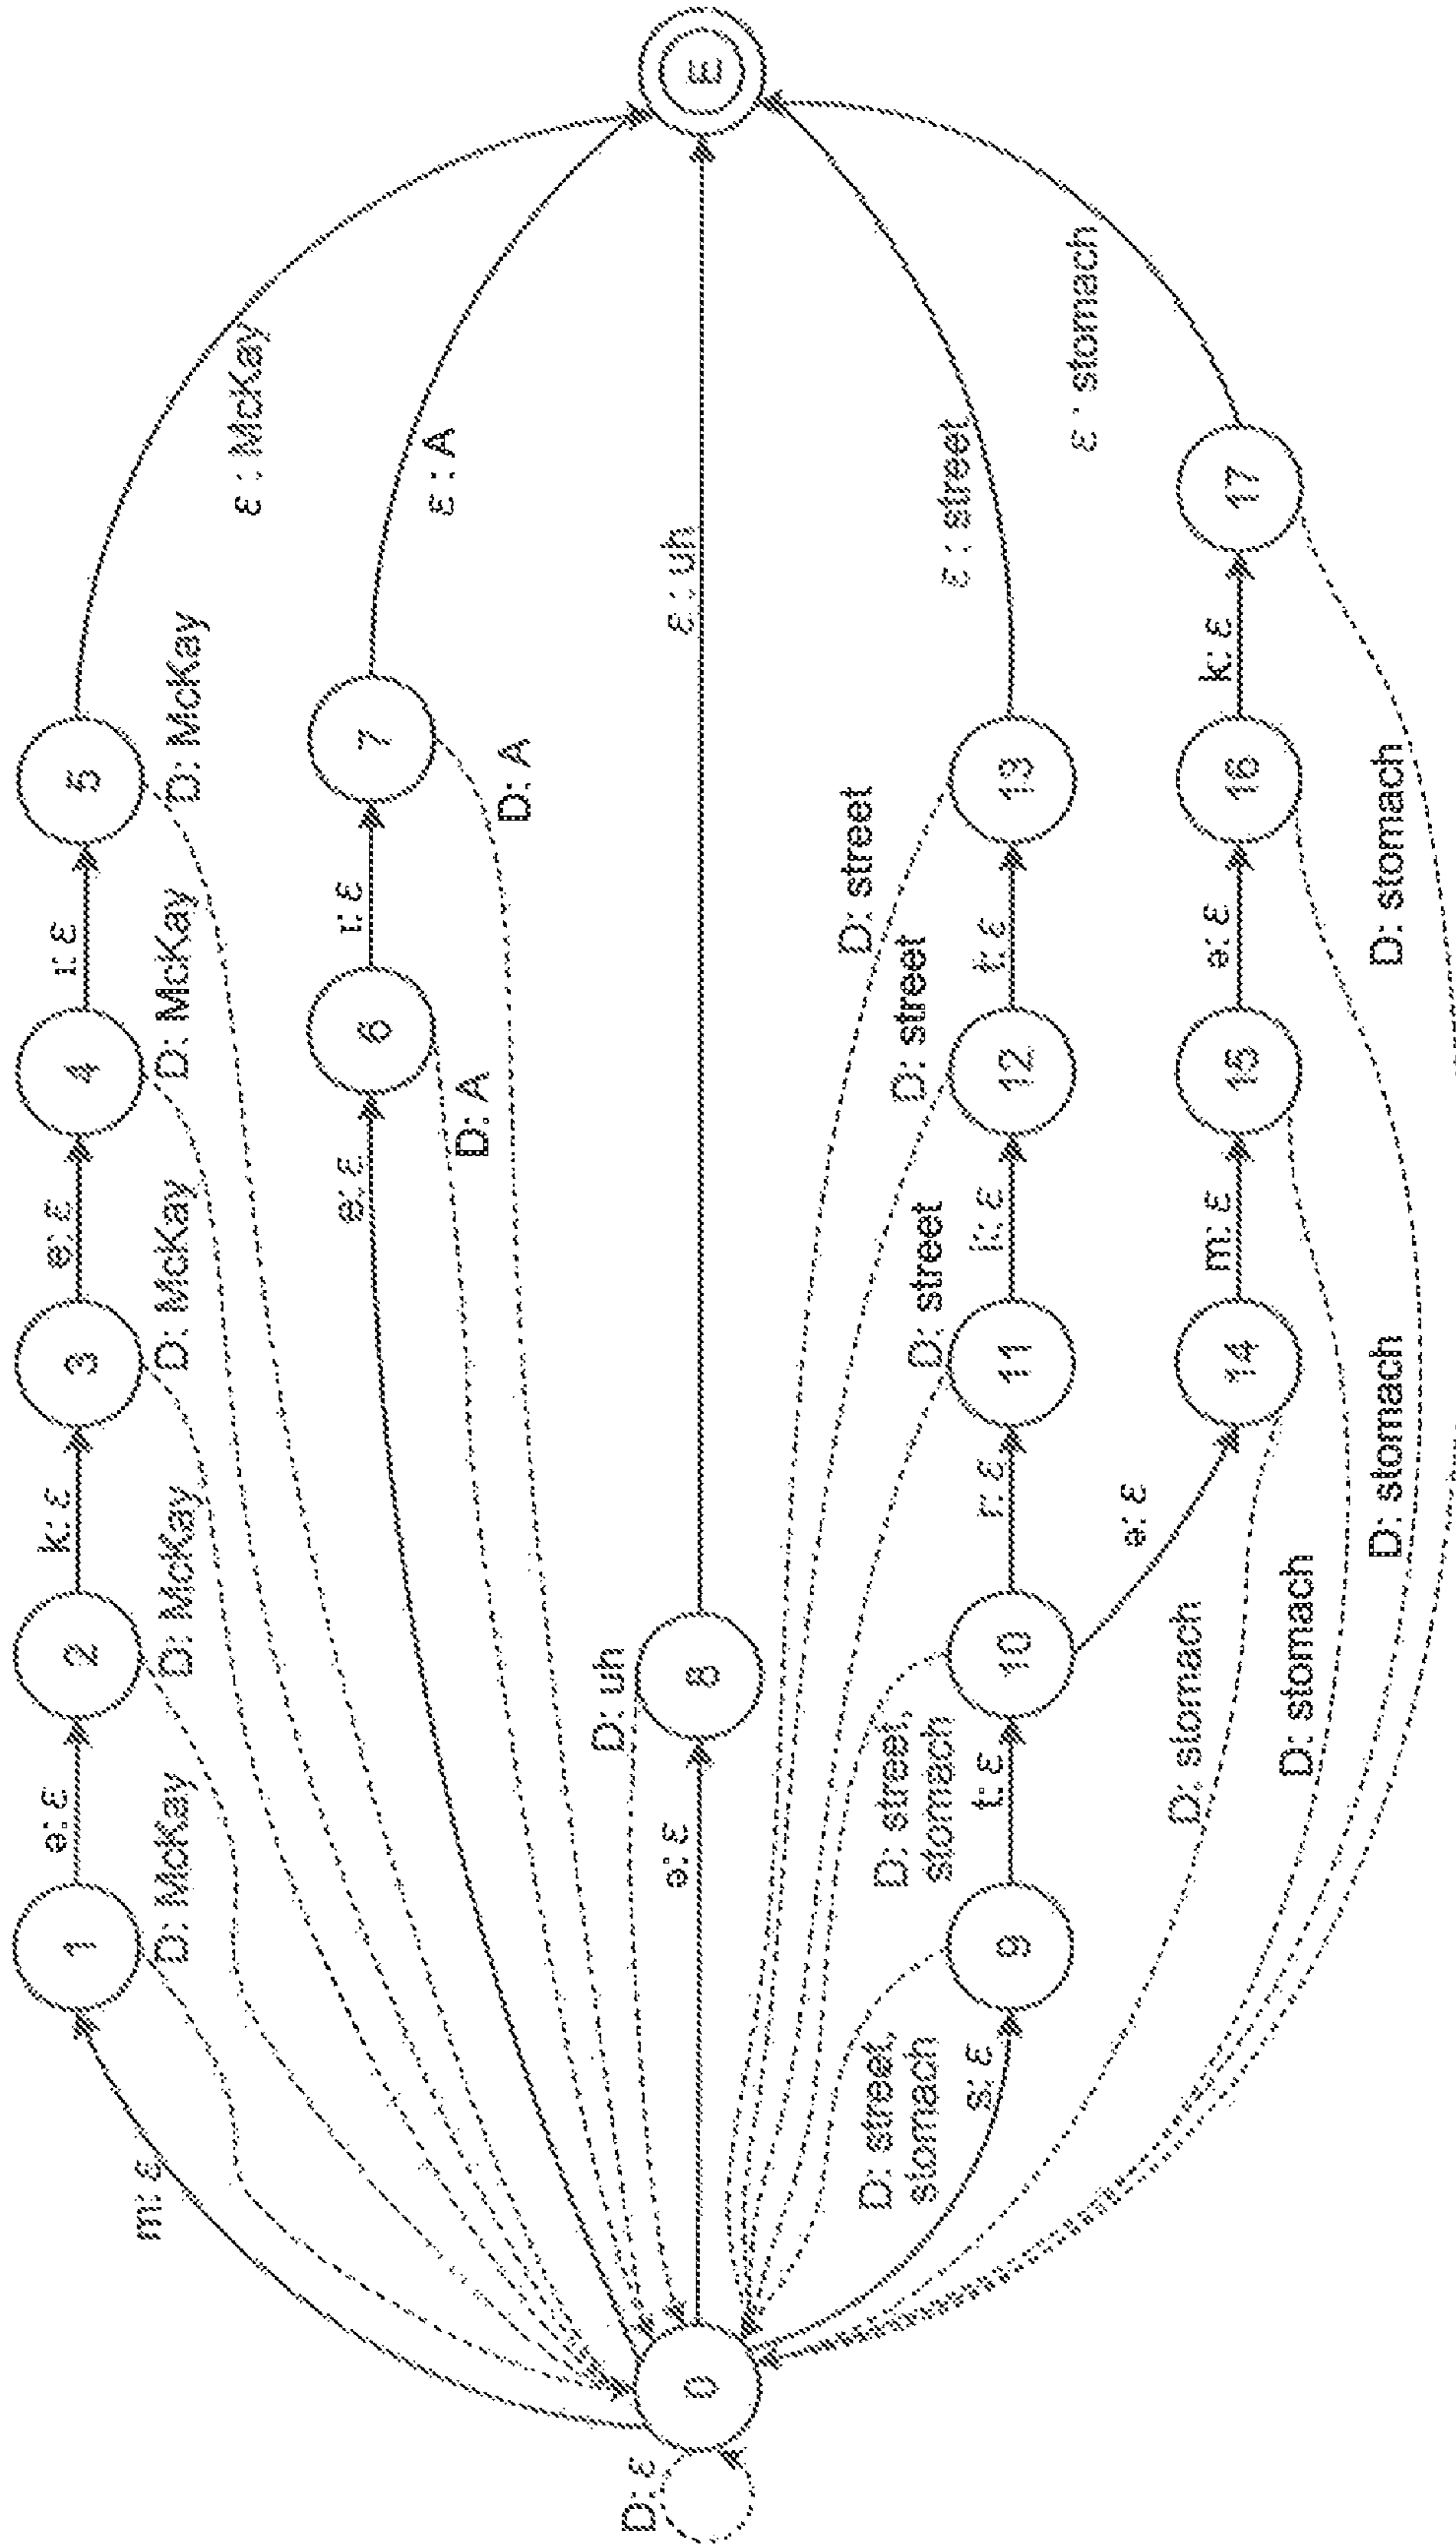 m: ε
1
ə: ε
2
k: ε
3
e: ε
4
ɪ: ε
5
ε : McKay
D: McKay
D: McKay
D: McKay
D: McKay
D: McKay
e: ε
6
ɪ: ε
7
ε : A
D: A
D: A
D: ε
0
ə: ε
8
D: uh
ε : uh
E
s: ε
9
t: ε
10
r: ε
11
12
t: ε
13
ε : street
D: street,
stomach
D: street,
stomach
D: street
D: street
D: street
ə: ε
14
m: ε
15
ə: ε
16
k: ε
17
ε : stomach
D: stomach
D: stomach
D: stomach
D: stomach